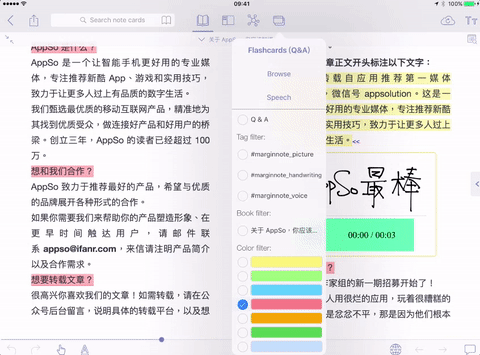 09:41
100%
Search note cards
关于 AppSo
AppSo 是什么？
AppSo 是一个让智能手机更好用的专业媒
体，专注推荐新酷 App、游戏和实用技巧，
致力于让更多人过上有品质的数字生活。
我们甄选最优质的移动互联网产品，精准地为
其找到优质受众，做连接好产品和好用户的桥
梁。创立三年，AppSo 的读者已经超过 100
万。
想和我们合作？
AppSo 致力于推荐最好的产品，希望与优质
的品牌展开各种形式的合作。
如果你需要我们来帮助你的产品塑造形象、在
更早时间触达用户，请邮件联
系 appso@ifanr.com，来信请注明产品简介
以及合作需求。
想要转载文章？
很高兴你喜欢我们的文章！如需转载，请在公
众号后台留言，说明具体的转载平台，以及想
Flashcards (Q&A)
Browse
Speech
Q & A
Tag filter:
#marginnote_picture
#marginnote_handwriting
#marginnote_voice
Book filter:
关于 AppSo，你应该...
Color filter:
章正文开头标注以下文字：
载自应用推荐第一媒体
，微信号 appsolution。这是一
好用的专业媒体，专注推荐新酷
实用技巧，致力于让更多人过上
生活。<<
So最棒
00:00 / 00:03
？
作家组的新一期招募开始了！
人用很烂的应用，玩着很糟糕的
是忿忿不平，那是因为他们根本